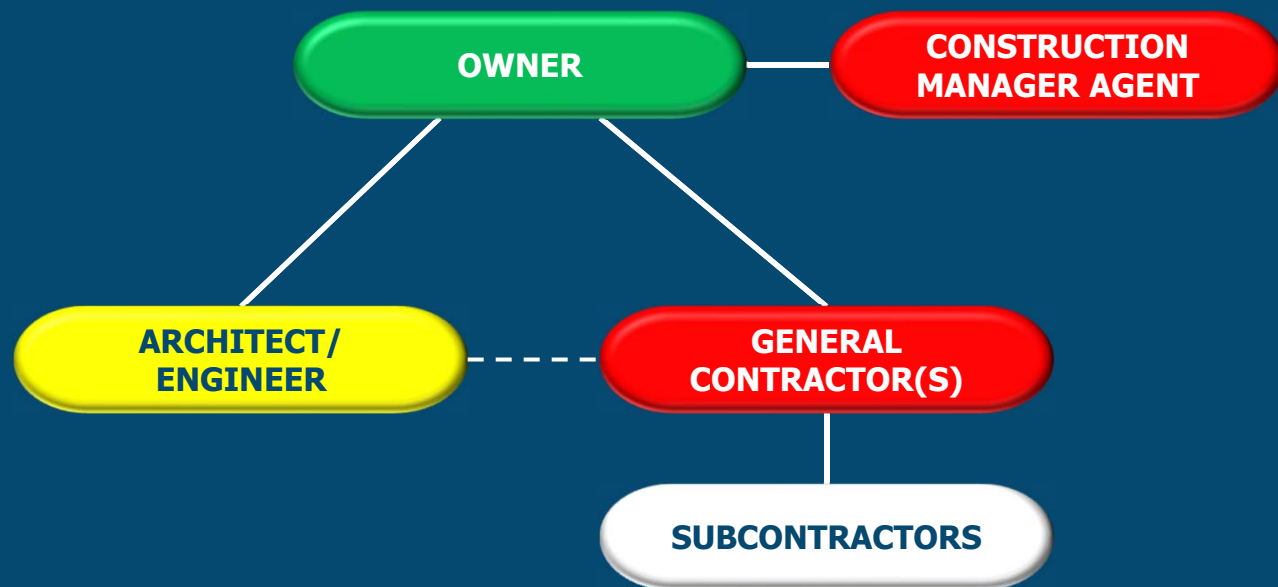 OWNER
CONSTRUCTION
MANAGER AGENT
ARCHITECT/
ENGINEER
GENERAL
CONTRACTOR(S)
SUBCONTRACTORS